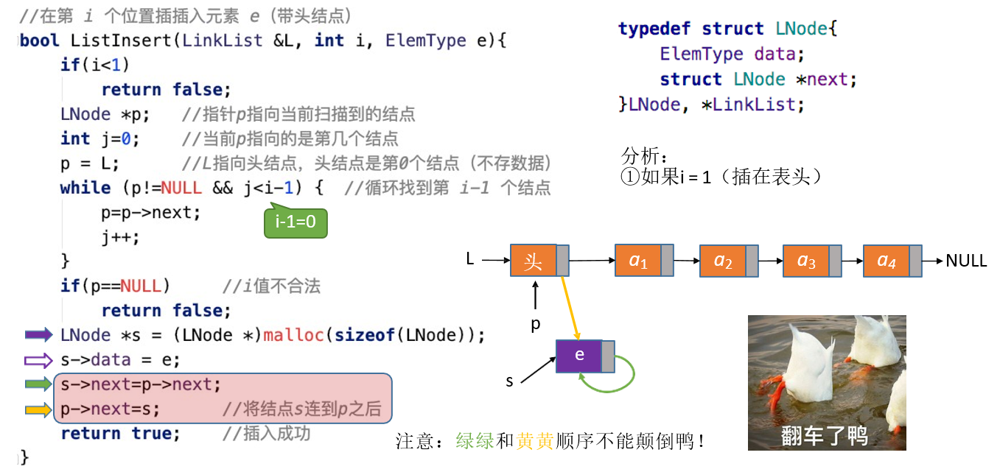 //在第 i 个位置插插入元素 e（带头结点）
bool ListInsert(LinkList &L, int i, ElemType e){
if(i<1)
return false;
LNode *p; //指针p指向当前扫描到的结点
int j=0; //当前p指向的是第几个结点
p = L; //L指向头结点，头结点是第0个结点（不存数据）
while (p!=NULL && j<i-1) { //循环找到第 i-1 个结点
p=p->next;
i-1=0
j++;
}
if(p==NULL) //i值不合法
return false;
LNode *s = (LNode *)malloc(sizeof(LNode));
s->data = e;
s->next=p->next;
p->next=s; //将结点s连到p之后
return true; //插入成功
}
typedef struct LNode{
ElemType data;
struct LNode *next;
}LNode, *LinkList;
分析：
①如果i = 1（插在表头）
L 头 a1 a2 a3 a4 NULL
p
e
s
注意：绿绿和黄黄顺序不能颠倒鸭！
翻车了鸭